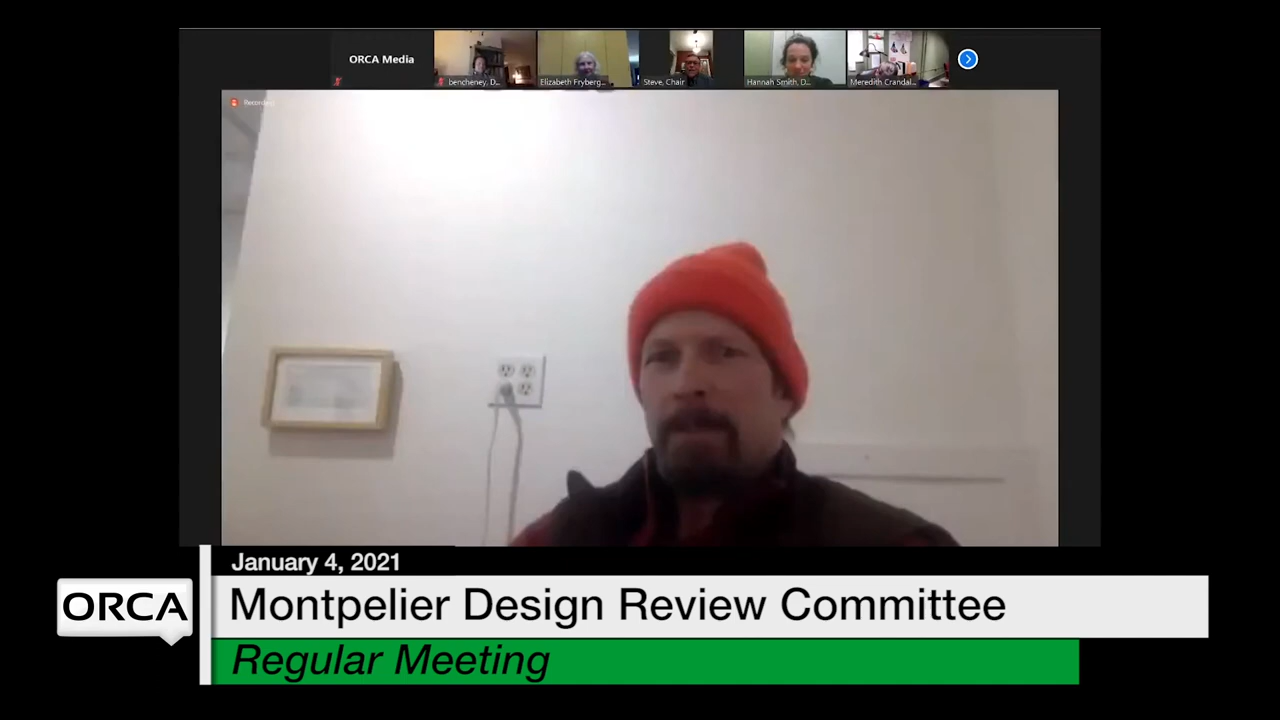 ORCA Media
bencheney, D...
Elizabeth Fryberg...
Steve, Chair
Hannah Smith, D...
Meredith Crandal...
January 4, 2021
ORCA
Montpelier Design Review Committee
Regular Meeting